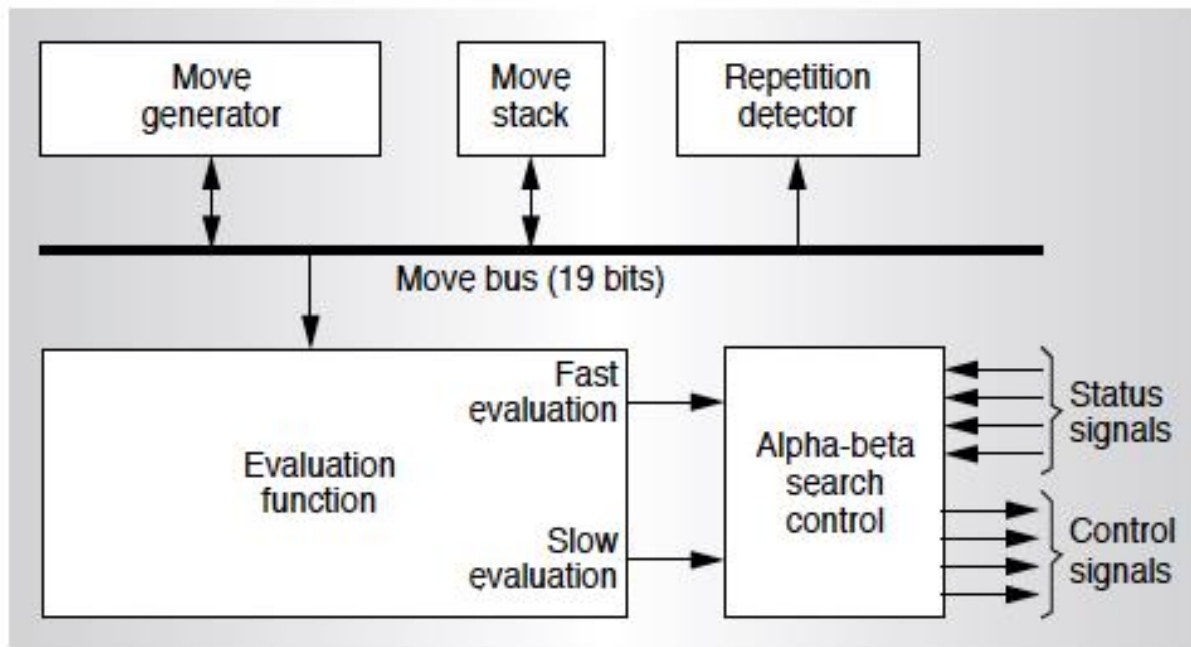 Move
generator
Move
stack
Repetition
detector
Move bus (19 bits)
Fast
evaluation
Evaluation
function
Slow
evaluation
Alpha-beta
search
control
Status
signals
Control
signals